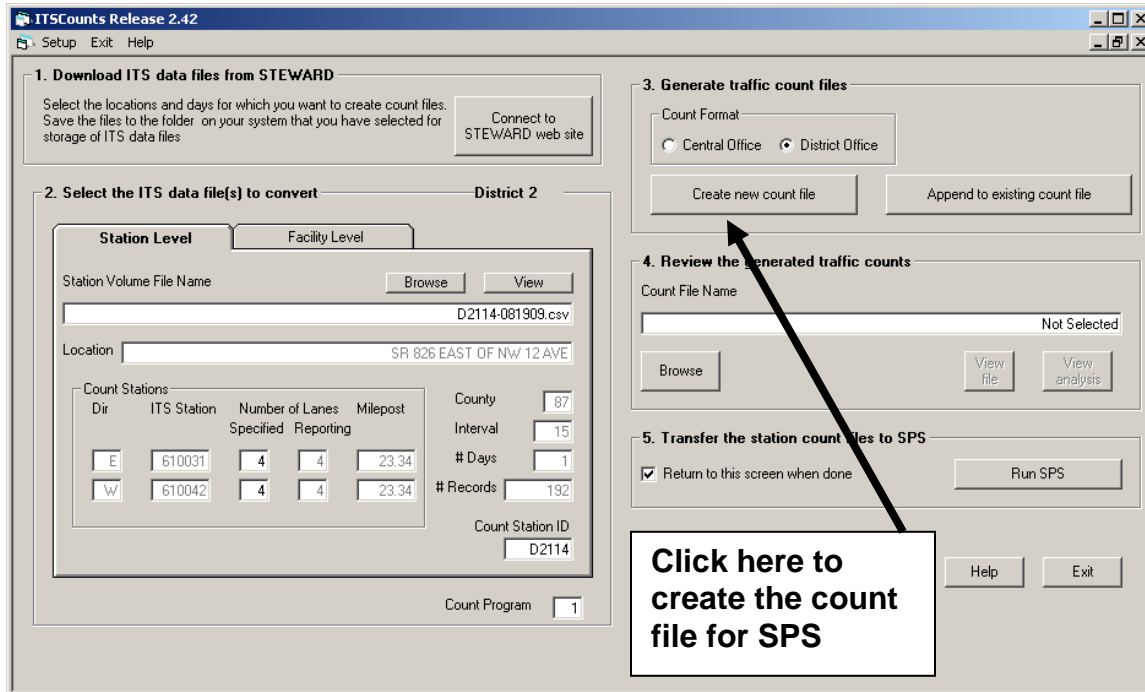 ITSCounts Release 2.42
Setup Exit Help
1. Download ITS data files from STEWARD
Select the locations and days for which you want to create count files.
Save the files to the folder on your system that you have selected for
storage of ITS data files
Connect to
STEWARD web site
2. Select the ITS data file(s) to convert District 2
Station Level Facility Level
Station Volume File Name Browse View
D2114-081909.csv
Location SR 826 EAST OF NW 12 AVE
Count Stations
Dir ITS Station Number of Lanes Milepost
Specified Reporting
E 610031 4 4 23.34
W 610042 4 4 23.34
County 87
Interval 15
# Days 1
# Records 192
Count Station ID
D2114
Count Program 1
3. Generate traffic count files
Count Format
Central Office District Office
Create new count file Append to existing count file
4. Review the generated traffic counts
Count File Name
Not Selected
Browse
View
file
View
analysis
5. Transfer the station count files to SPS
Return to this screen when done Run SPS
Click here to
create the count
file for SPS
Help Exit